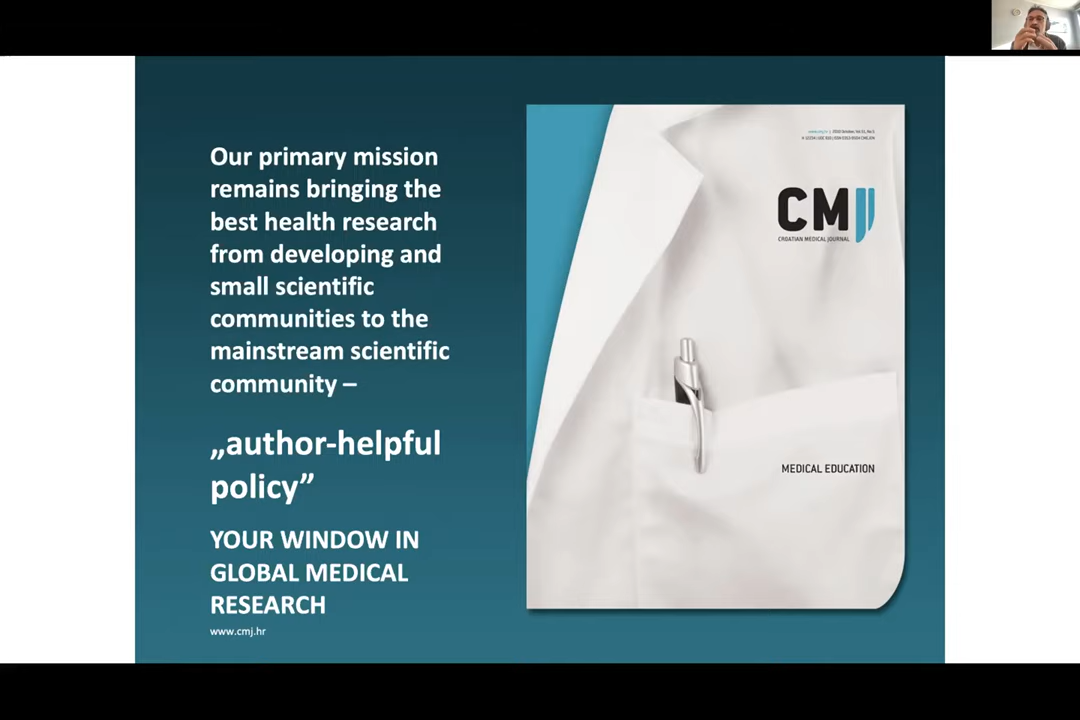 Our primary mission
remains bringing the
best health research
from developing and
small scientific
communities to the
mainstream scientific
community –
„author-helpful
policy”
YOUR WINDOW IN
GLOBAL MEDICAL
RESEARCH
www.cmj.hr
CMJ
CROATIAN MEDICAL JOURNAL
MEDICAL EDUCATION